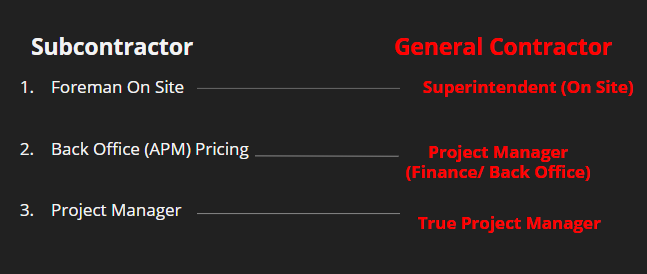 Subcontractor
General Contractor
1. Foreman On Site
Superintendent (On Site)
2. Back Office (APM) Pricing
Project Manager
(Finance/ Back Office)
3. Project Manager
True Project Manager